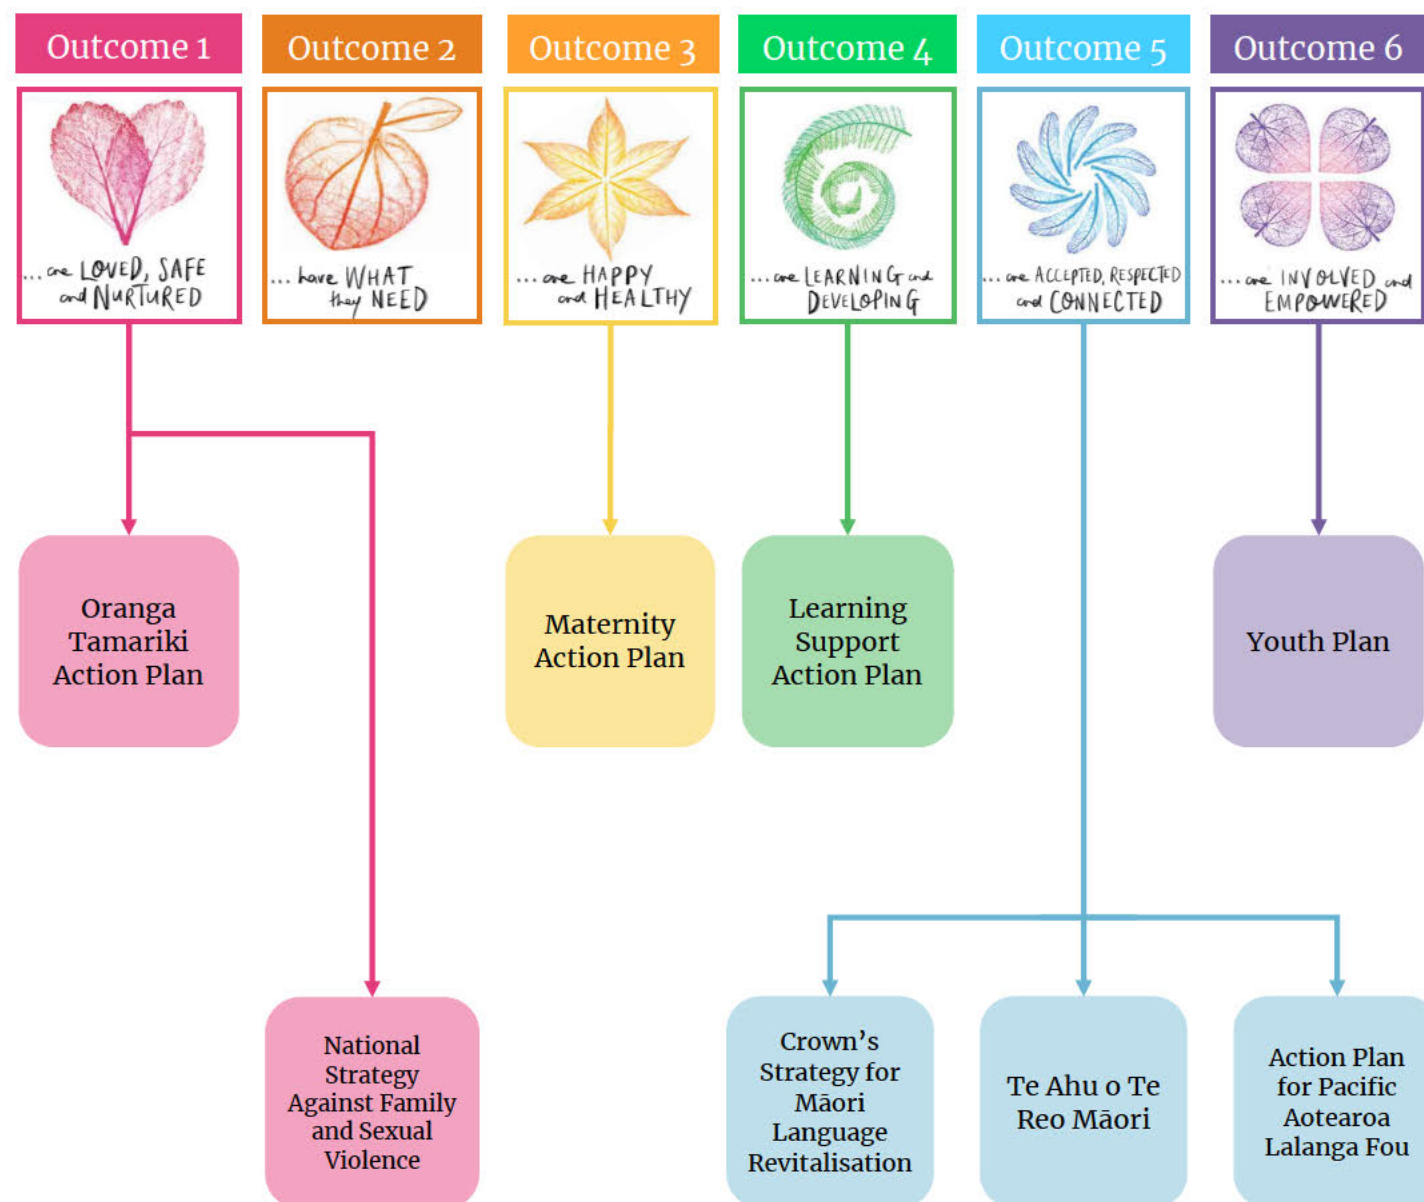 Outcome 1
Outcome 2
Outcome 3
Outcome 4
Outcome 5
Outcome 6
...are LOVED, SAFE
and NURTURED
...have WHAT
they NEED
...are HAPPY
and HEALTHY
...are LEARNING and
DEVELOPING
...are ACCEPTED, RESPECTED
and CONNECTED
...are INVOLVED and
EMPOWERED
Oranga
Tamariki
Action Plan
Maternity
Action Plan
Learning
Support
Action Plan
Youth Plan
National
Strategy
Against Family
and Sexual
Violence
Crown’s
Strategy for
Māori
Language
Revitalisation
Te Ahu o Te
Reo Māori
Action Plan
for Pacific
Aotearoa
Lalanga Fou